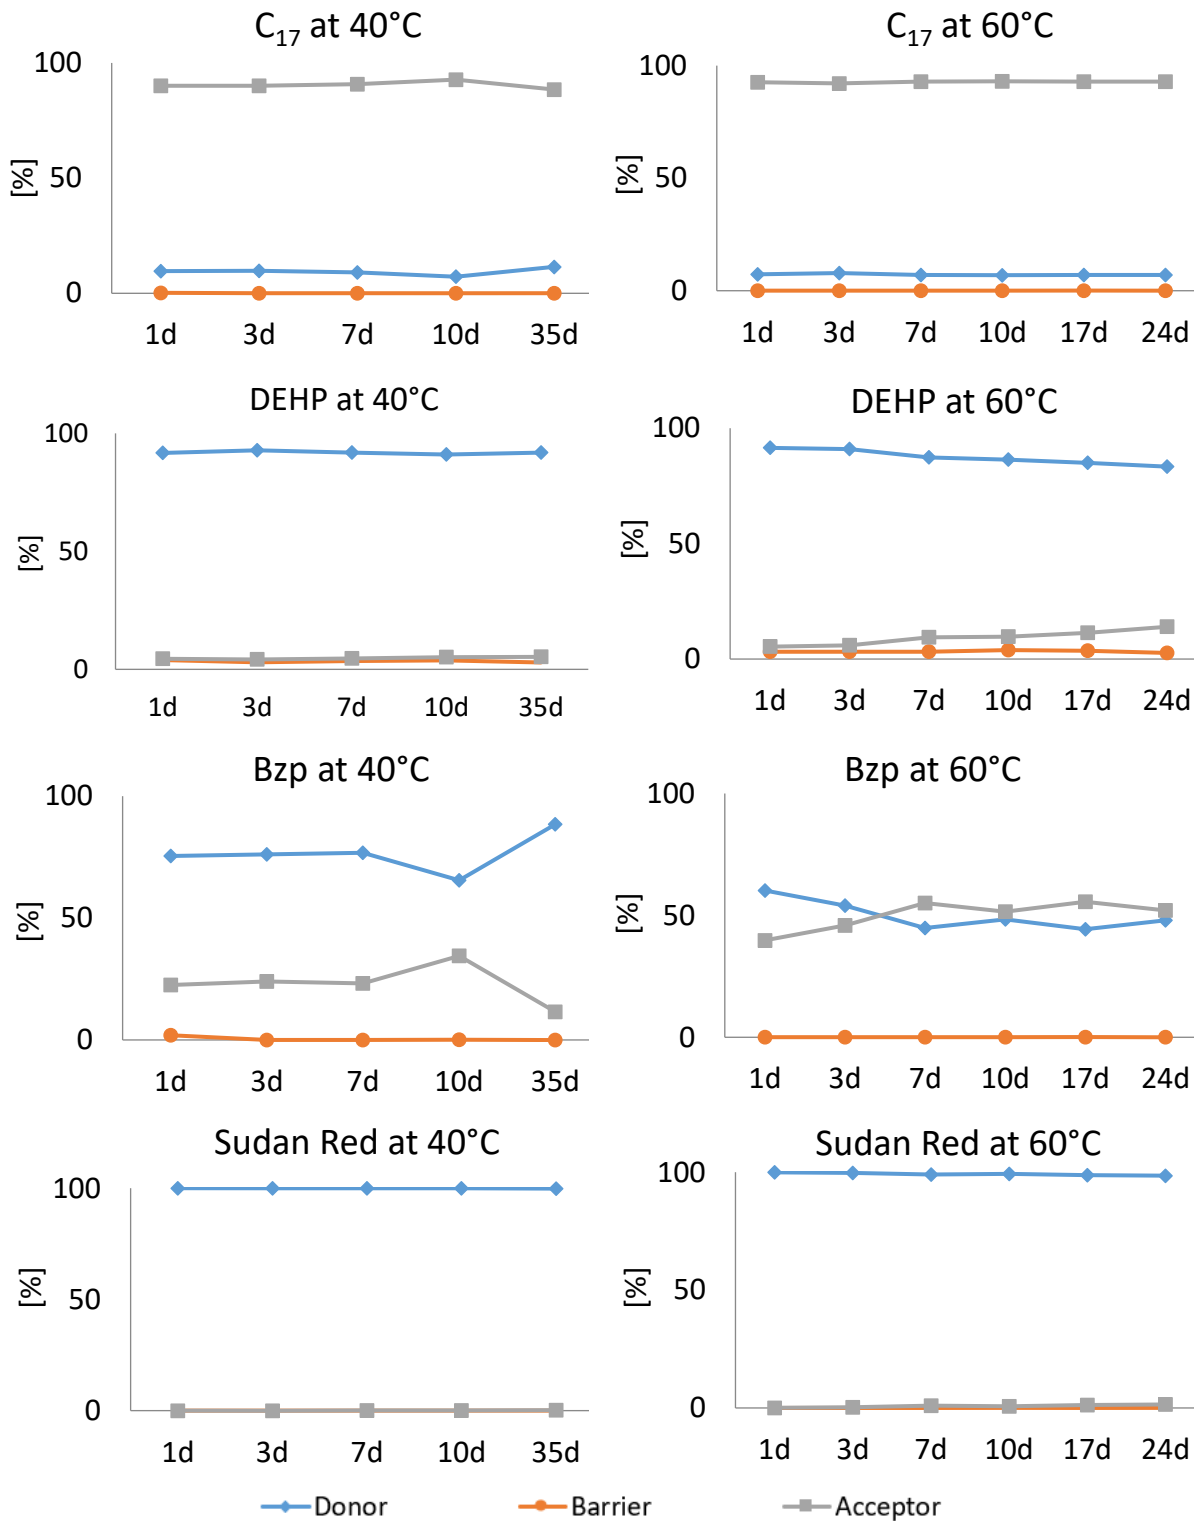 C17 at 40°C
100
[%]
50
0
1d 3d 7d 10d 35d
C17 at 60°C
100
[%]
50
0
1d 3d 7d 10d 17d 24d
DEHP at 40°C
100
[%]
50
0
1d 3d 7d 10d 35d
DEHP at 60°C
100
[%]
50
0
1d 3d 7d 10d 17d 24d
Bzp at 40°C
100
[%]
50
0
1d 3d 7d 10d 35d
Bzp at 60°C
100
[%]
50
0
1d 3d 7d 10d 17d 24d
Sudan Red at 40°C
100
[%]
50
0
1d 3d 7d 10d 35d
Sudan Red at 60°C
100
[%]
50
0
1d 3d 7d 10d 17d 24d
Donor Barrier Acceptor